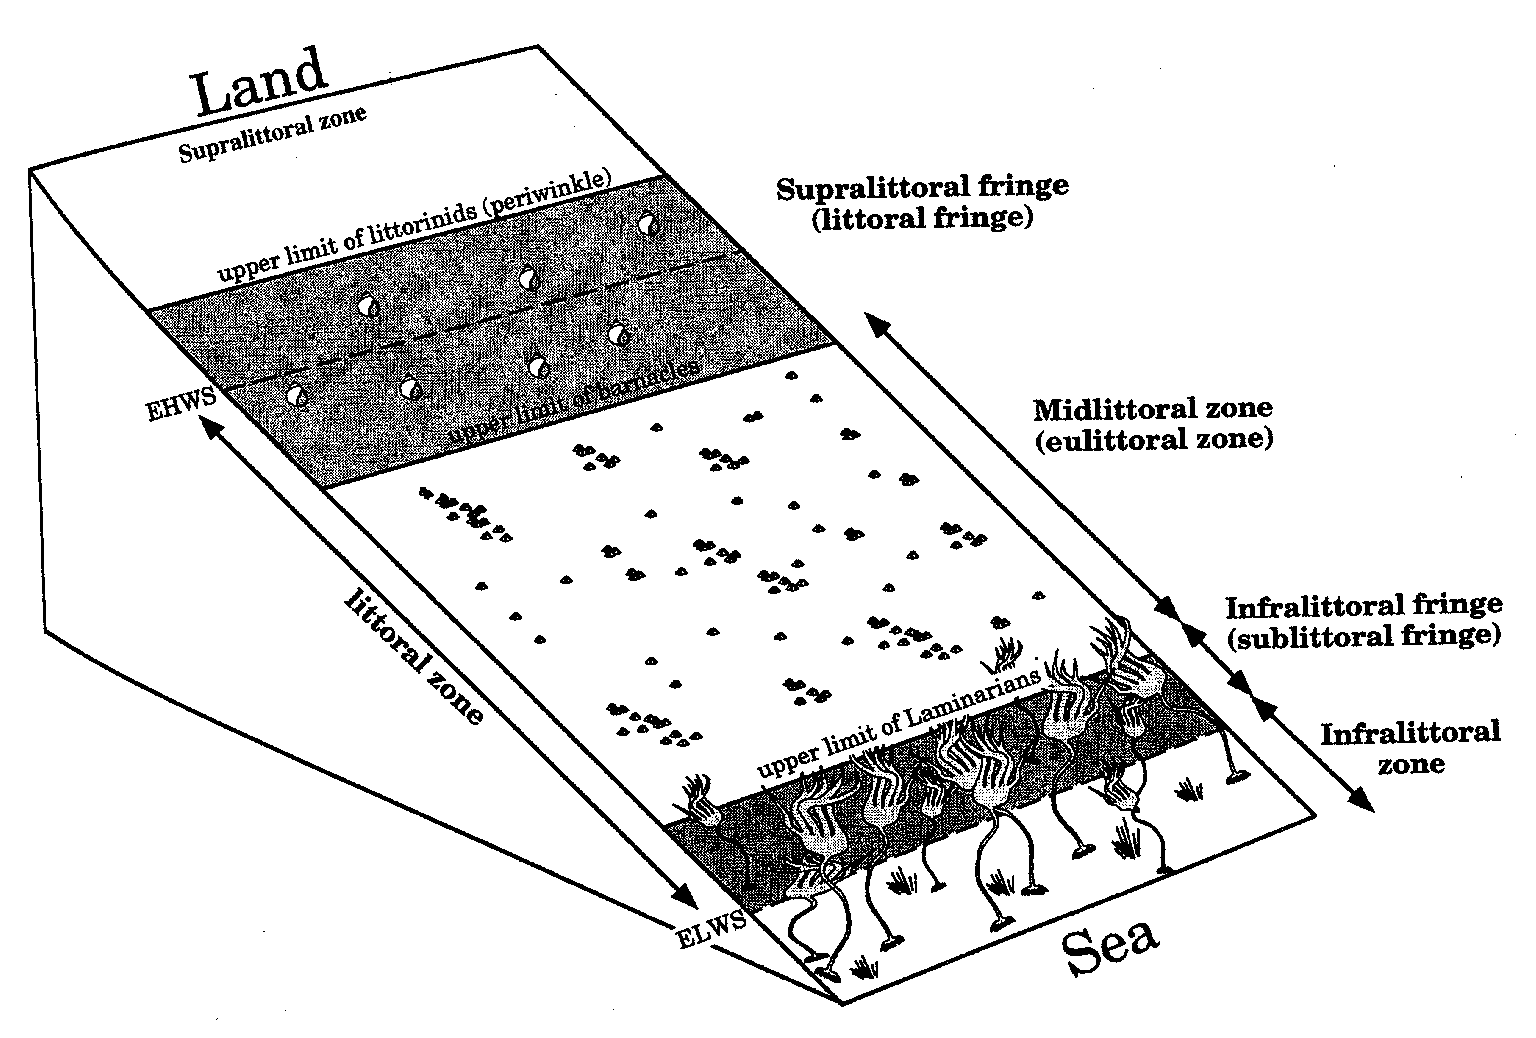 Land
Supralittoral zone
upper limit of littorinids (periwinkle)
Supralittoral fringe
(littoral fringe)
EHWS
upper limit of barnacles
Midlittoral zone
(eulittoral zone)
littoral zone
Infralittoral fringe
(sublittoral fringe)
upper limit of Laminarians
Infralittoral
zone
ELWS
Sea